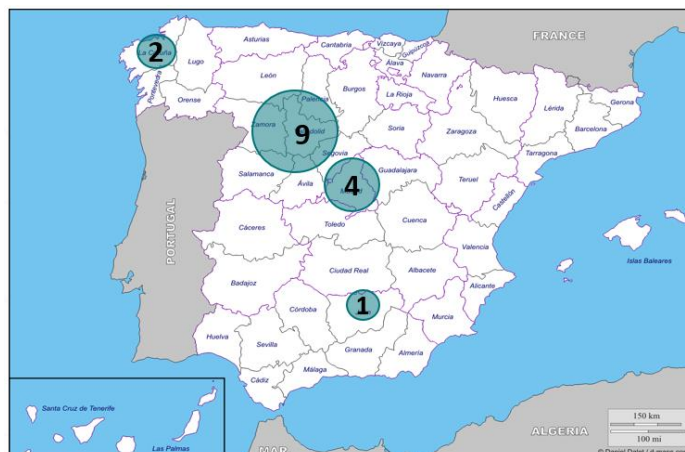 FRANCE
2
La Coruña
Asturias
Cantabria
Vizcaya
Guipúzcoa
Lugo
Álava
Navarra
León
Pontevedra
Orense
Palencia
Burgos
La Rioja
Huesca
Lérida
Gerona
Barcelona
Zamora
9
Soria
Zaragoza
Tarragona
Segovia
Salamanca
Ávila
4
Guadalajara
Teruel
Castellón
PORTUGAL
Cáceres
Toledo
Cuenca
Valencia
Islas Baleares
Badajoz
Ciudad Real
Albacete
Alicante
1
Córdoba
Murcia
Huelva
Sevilla
Granada
Almería
Málaga
Cádiz
Santa Cruz de Tenerife
Las Palmas
150 km
100 mi
ALGERIA
MAR